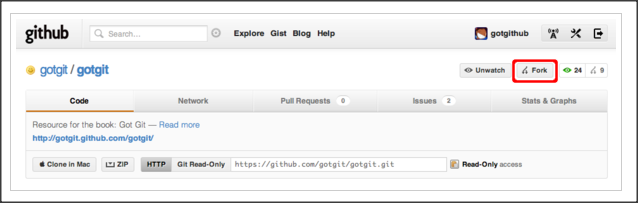 github Search... Explore Gist Blog Help gotgithub
gotgit / gotgit Unwatch Fork 24 9
Code Network Pull Requests 0 Issues 2 Stats & Graphs
Resource for the book: Got Git — Read more
http://gotgit.github.com/gotgit/
Clone in Mac ZIP HTTP Git Read-Only https://github.com/gotgit/gotgit.git Read-Only access